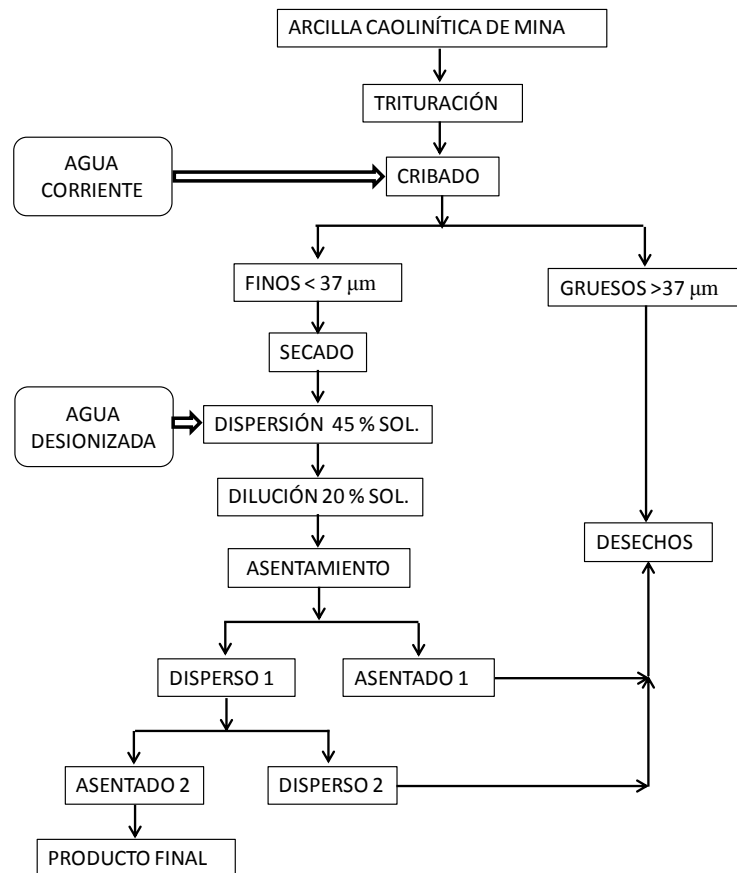 ARCILLA CAOLINÍTICA DE MINA
TRITURACIÓN
AGUA
CORRIENTE
CRIBADO
FINOS < 37 μm
GRUESOS >37 μm
SECADO
AGUA
DESIONIZADA
DISPERSIÓN 45 % SOL.
DILUCIÓN 20 % SOL.
DESECHOS
ASENTAMIENTO
DISPERSO 1
ASENTADO 1
ASENTADO 2
DISPERSO 2
PRODUCTO FINAL